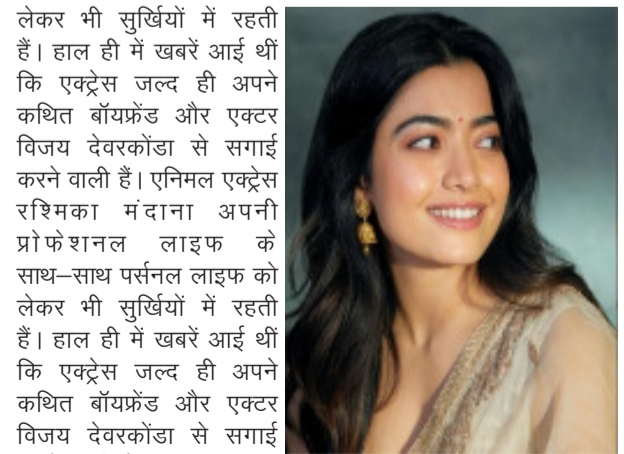 लेकर भी सुर्खियों में रहती
हैं। हाल ही में खबरें आई थीं
कि एक्ट्रेस जल्द ही अपने
कथित बॉयफ्रेंड और एक्टर
विजय देवरकोंडा से सगाई
करने वाली हैं। एनिमल एक्ट्रेस
रश्मिका मंदाना अपनी
प्रोफेशनल लाइफ के
साथ–साथ पर्सनल लाइफ को
लेकर भी सुर्खियों में रहती
हैं। हाल ही में खबरें आई थीं
कि एक्ट्रेस जल्द ही अपने
कथित बॉयफ्रेंड और एक्टर
विजय देवरकोंडा से सगाई